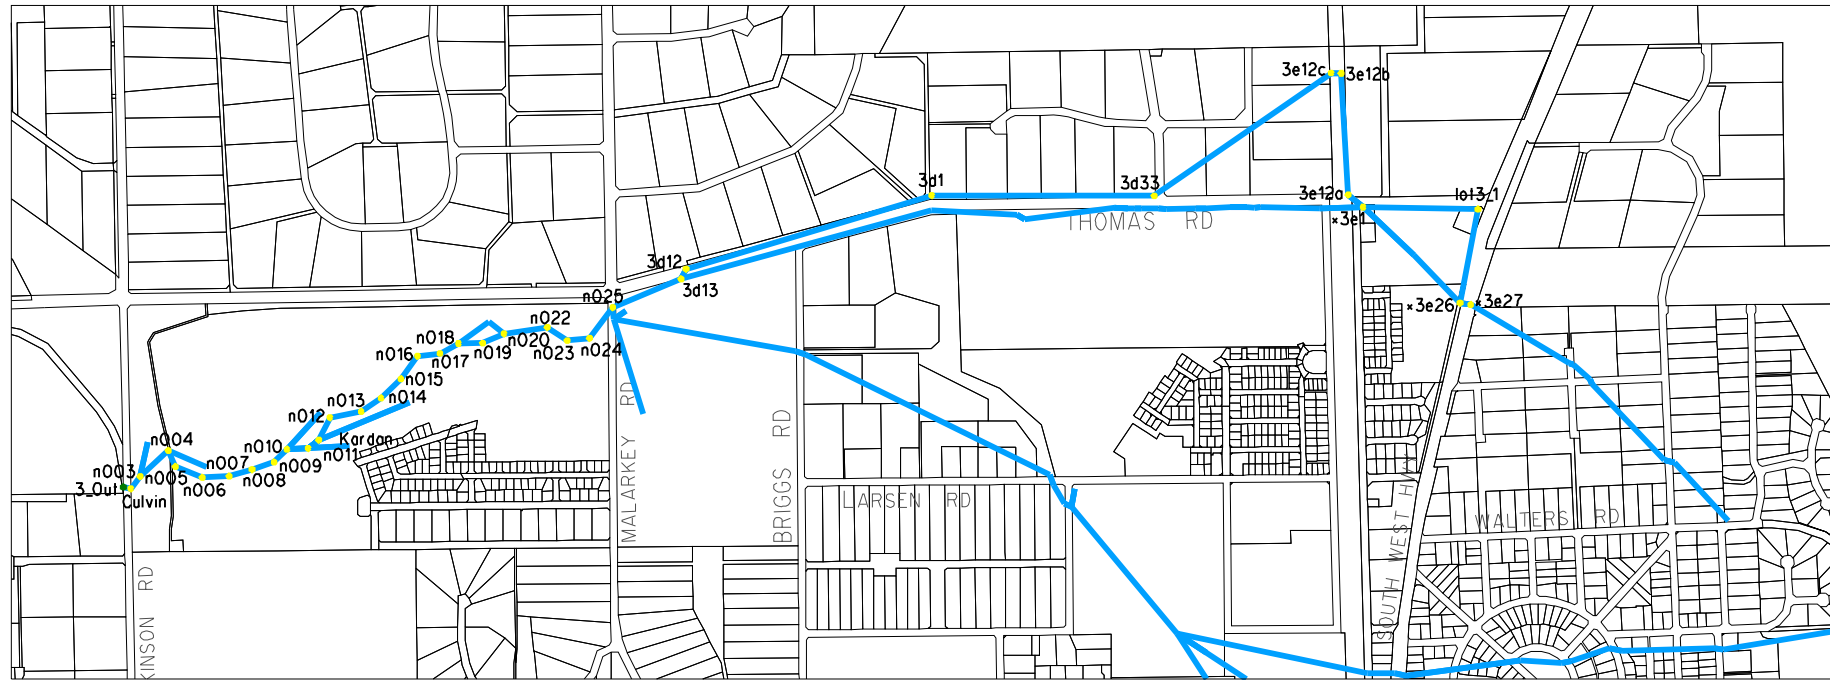 3e12c
3e12b
3d1
3d33
3e12a
lot3_1
*3e1
THOMAS RD
3d12
3d13
n025
*3e26
*3e27
n022
n018
n020
n019
n023
n024
n016
n017
n015
n014
n013
n012
MALARKEY RD
BRIGGS RD
n004
n010
Kardan
n011
n003
n007
n009
n005
n008
n006
3_Out
Culvin
LARSEN RD
WALTERS RD
SOUTH WEST HWY
KINSON RD